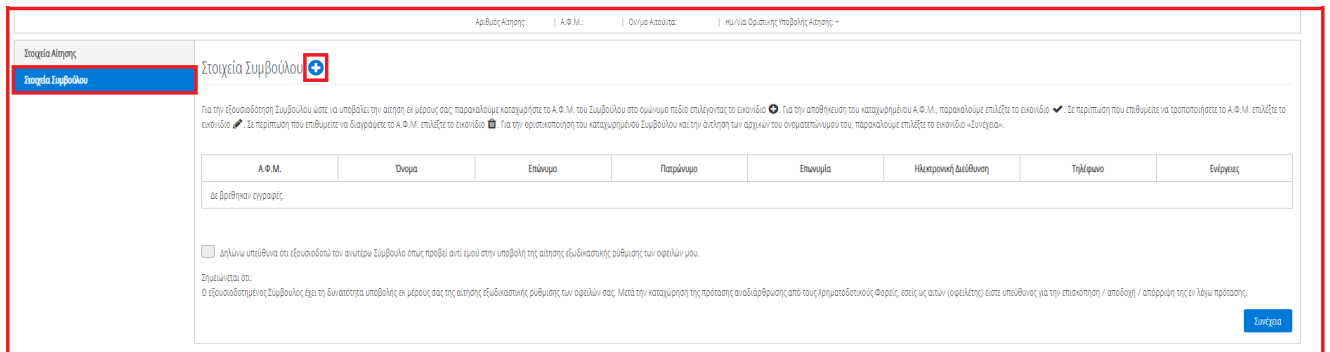 Αριθμός Αίτησης: | Α.Φ.Μ.: | Ον/μο Αιτούντα: | Ημ/νία Οριστικής Υποβολής Αίτησης: –
Στοιχεία Αίτησης
Στοιχεία Συμβούλου
Στοιχεία Συμβούλου
Για την εξουσιοδότηση Συμβούλου ώστε να υποβάλει την αίτηση εκ μέρους σας, παρακαλούμε καταχωρήστε το Α.Φ.Μ. του Συμβούλου στο ομώνυμο πεδίο επιλέγοντας το εικονίδιο . Για την αποθήκευση του καταχωρημένου Α.Φ.Μ., παρακαλούμε επιλέξτε το εικονίδιο . Σε περίπτωση που επιθυμείτε να τροποποιήσετε το Α.Φ.Μ. επιλέξτε το
εικονίδιο . Σε περίπτωση που επιθυμείτε να διαγράψετε το Α.Φ.Μ. επιλέξτε το εικονίδιο . Για την οριστικοποίηση του καταχωρημένου Συμβούλου και την άντληση των αρχικών του ονοματεπώνυμού του, παρακαλούμε επιλέξτε το εικονίδιο «Συνέχεια».
Α.Φ.Μ. Όνομα Επώνυμο Πατρώνυμο Επωνυμία Ηλεκτρονική Διεύθυνση Τηλέφωνο Ενέργειες
Δε βρέθηκαν εγγραφές.
Δηλώνω υπεύθυνα ότι εξουσιοδοτώ τον ανωτέρω Σύμβουλο όπως προβεί αντί εμού στην υποβολή της αίτησης εξωδικαστικής ρύθμισης των οφειλών μου.
Σημειώνεται ότι:
Ο εξουσιοδοτημένος Σύμβουλος έχει τη δυνατότητα υποβολής εκ μέρους σας της αίτησης εξωδικαστικής ρύθμισης των οφειλών σας. Μετά την καταχώρηση της πρότασης αναδιάρθρωσης από τους Χρηματοδοτικούς Φορείς, εσείς ως αιτών (οφειλέτης) είστε υπεύθυνος για την επισκόπηση / αποδοχή / απόρριψη της εν λόγω πρότασης.
Συνέχεια